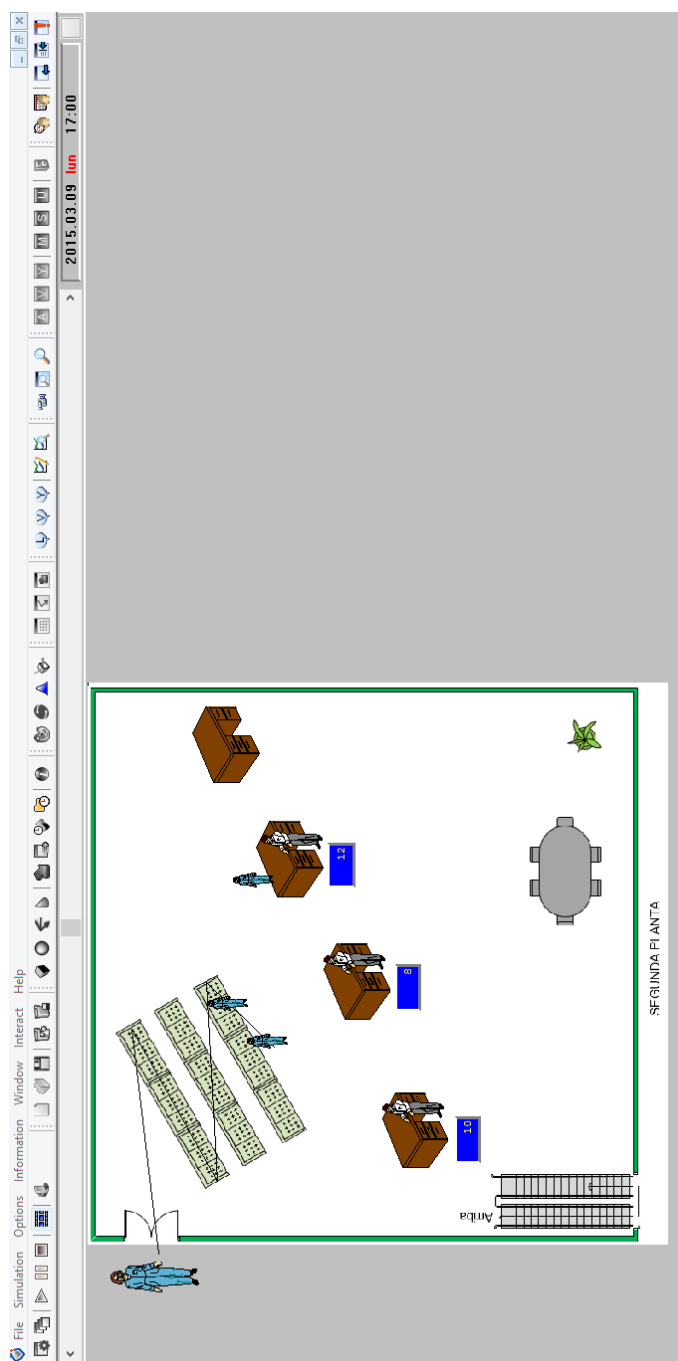 File Simulation Options Information Window Interact Help
L V Y A V Y M S U
2015.03.09 lun 17:00
12
8
10
Arriba
SEGUNDA PLANTA